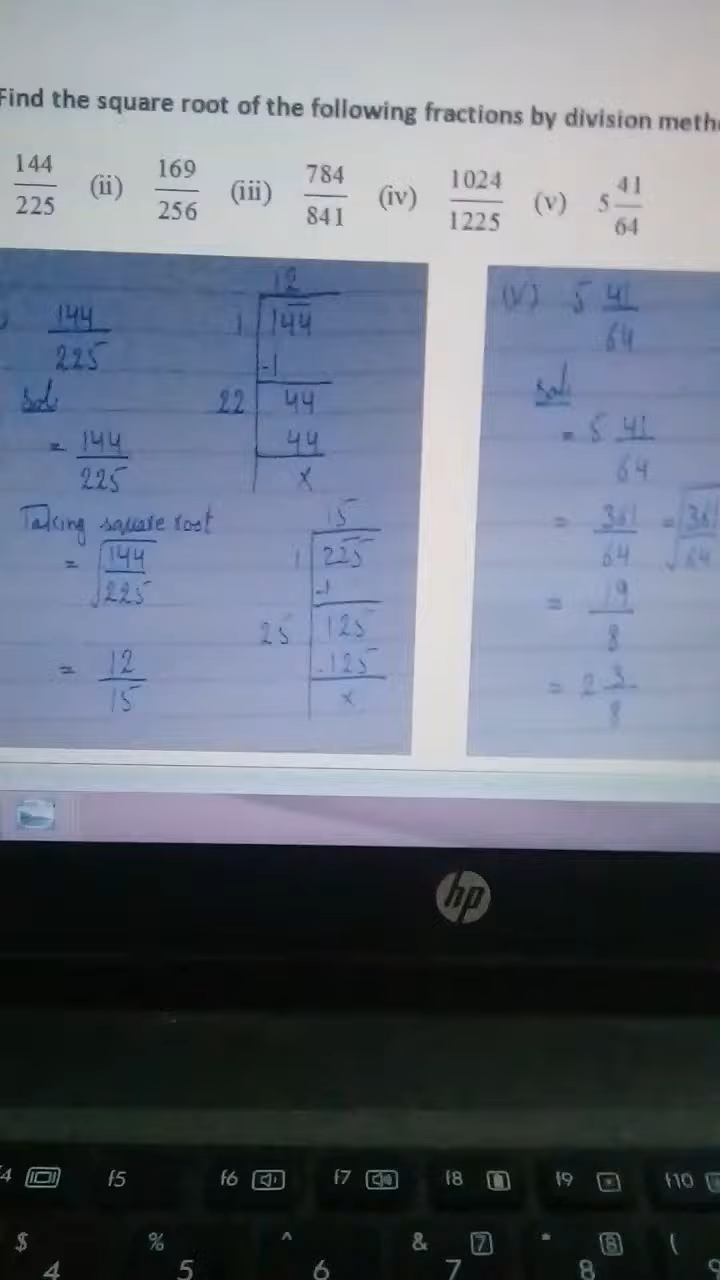 Find the square root of the following fractions by division
144/225 (ii) 169/256 (iii) 784/841 (iv) 1024/1225 (v) 5 41/64
144/225
Sol:
= 144/225
Taking square root
= √144/225
= 12/15
12
1 144
-1
22 44
44
x
15
1 225
-1
25 125
-125
x
(V) 5 41/64
Sol:
= 5 41/64
= 361/64 = √361/64
= 19/8
= 2 3/8
hp
f5 f6 f7 f8 f9 f10
$ % ^ & 7 * 8 (
4 5 6 7 8